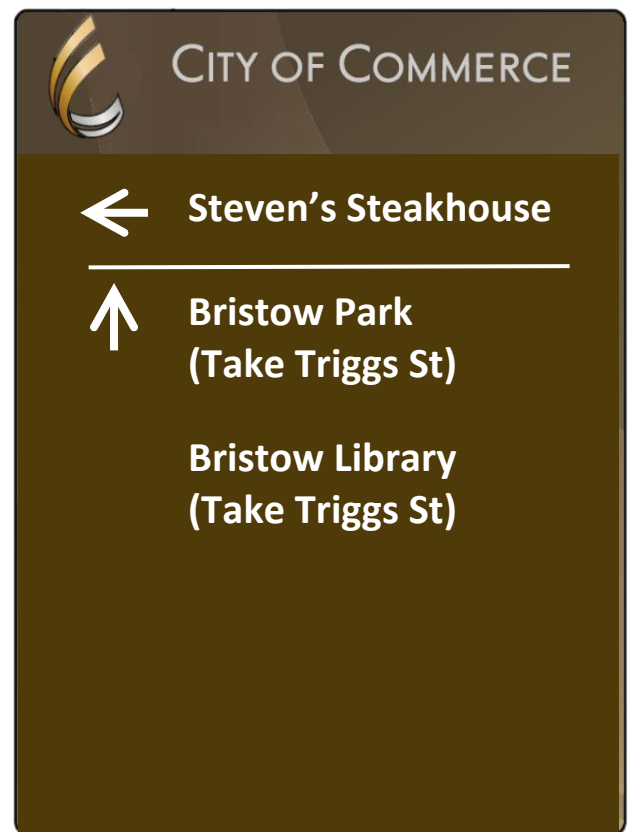 CITY OF COMMERCE
Steven’s Steakhouse
Bristow Park
(Take Triggs St)
Bristow Library
(Take Triggs St)